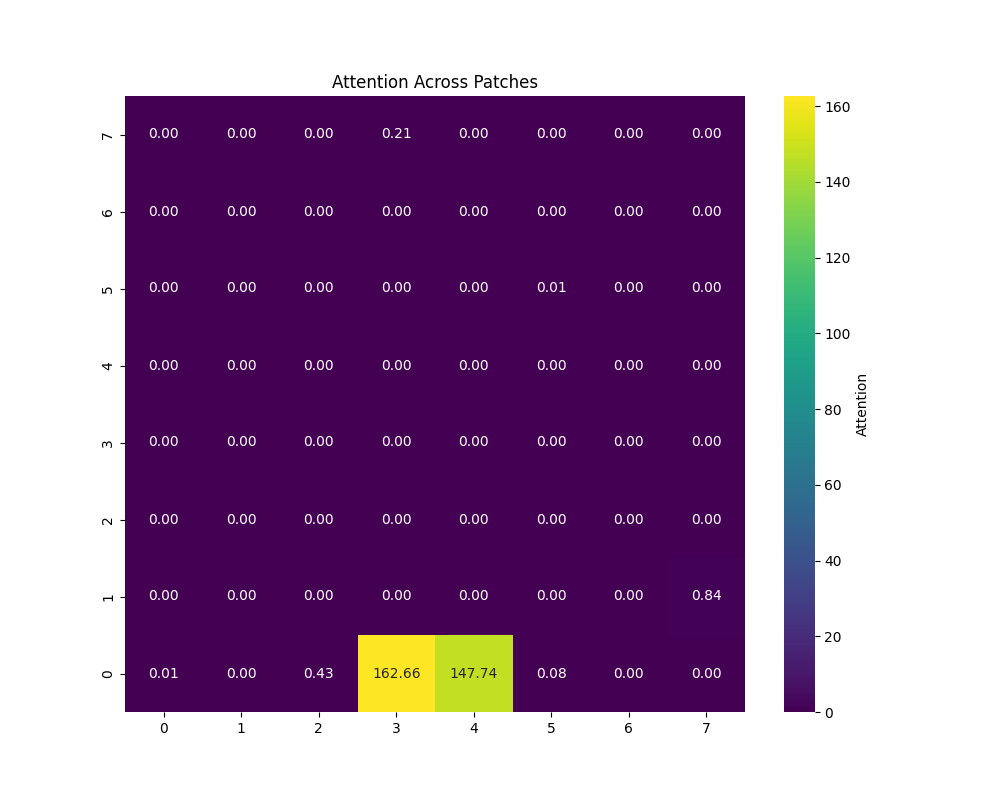 Attention Across Patches
7 0.00 0.00 0.00 0.21 0.00 0.00 0.00 0.00 160
6 0.00 0.00 0.00 0.00 0.00 0.00 0.00 0.00 140
120
5 0.00 0.00 0.00 0.00 0.00 0.01 0.00 0.00
100
4 0.00 0.00 0.00 0.00 0.00 0.00 0.00 0.00
80
Attention
3 0.00 0.00 0.00 0.00 0.00 0.00 0.00 0.00
60
2 0.00 0.00 0.00 0.00 0.00 0.00 0.00 0.00
40
1 0.00 0.00 0.00 0.00 0.00 0.00 0.00 0.84
20
0 0.01 0.00 0.43 162.66 147.74 0.08 0.00 0.00
0
0 1 2 3 4 5 6 7